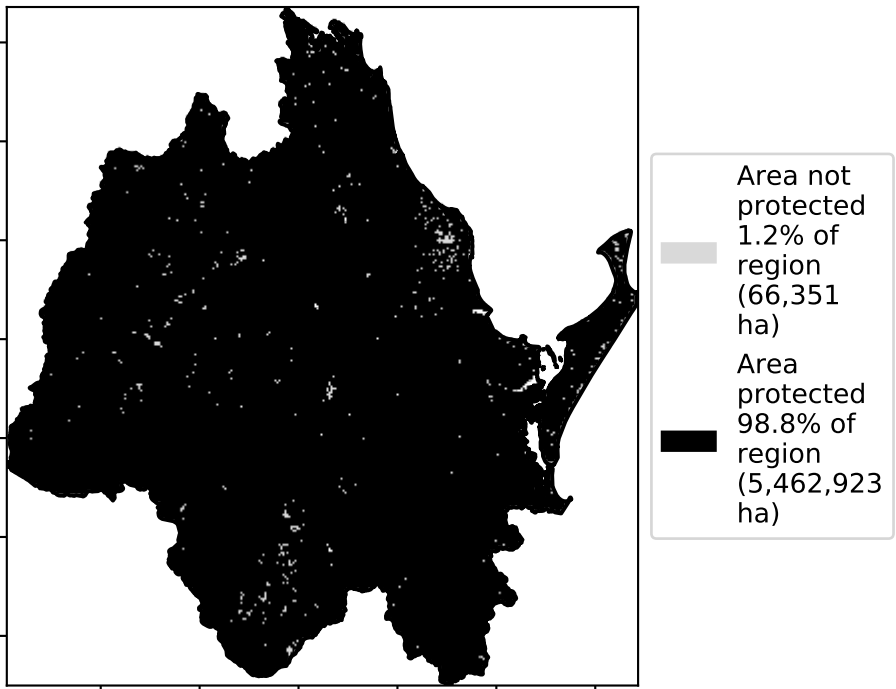 Area not
protected
1.2% of
region
(66,351
ha)
Area
protected
98.8% of
region
(5,462,923
ha)